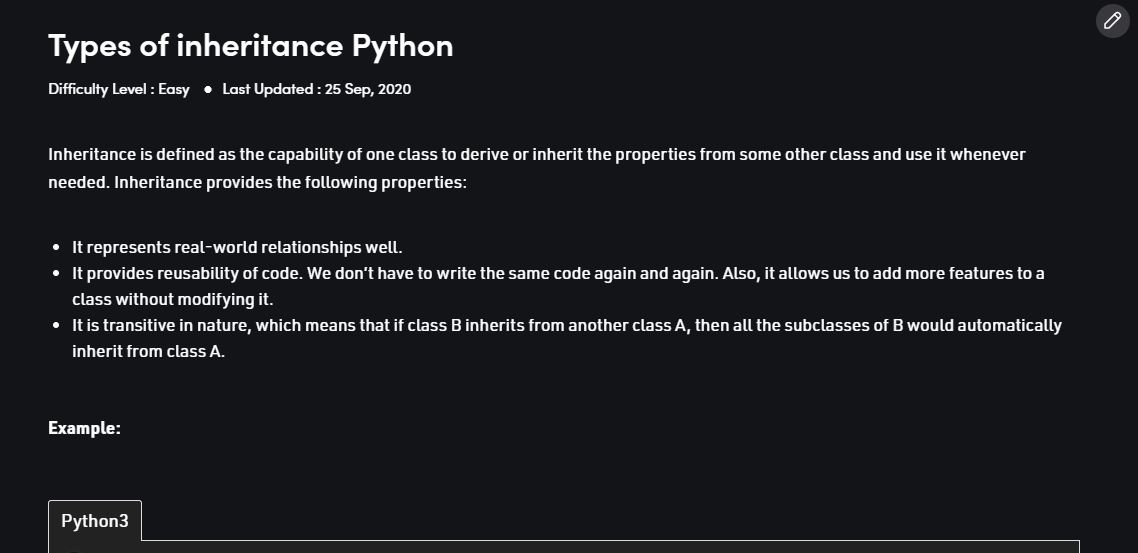 Types of inheritance Python
Difficulty Level : Easy ● Last Updated : 25 Sep, 2020
Inheritance is defined as the capability of one class to derive or inherit the properties from some other class and use it whenever
needed. Inheritance provides the following properties:
• It represents real-world relationships well.
• It provides reusability of code. We don’t have to write the same code again and again. Also, it allows us to add more features to a
class without modifying it.
• It is transitive in nature, which means that if class B inherits from another class A, then all the subclasses of B would automatically
inherit from class A.
Example:
Python3